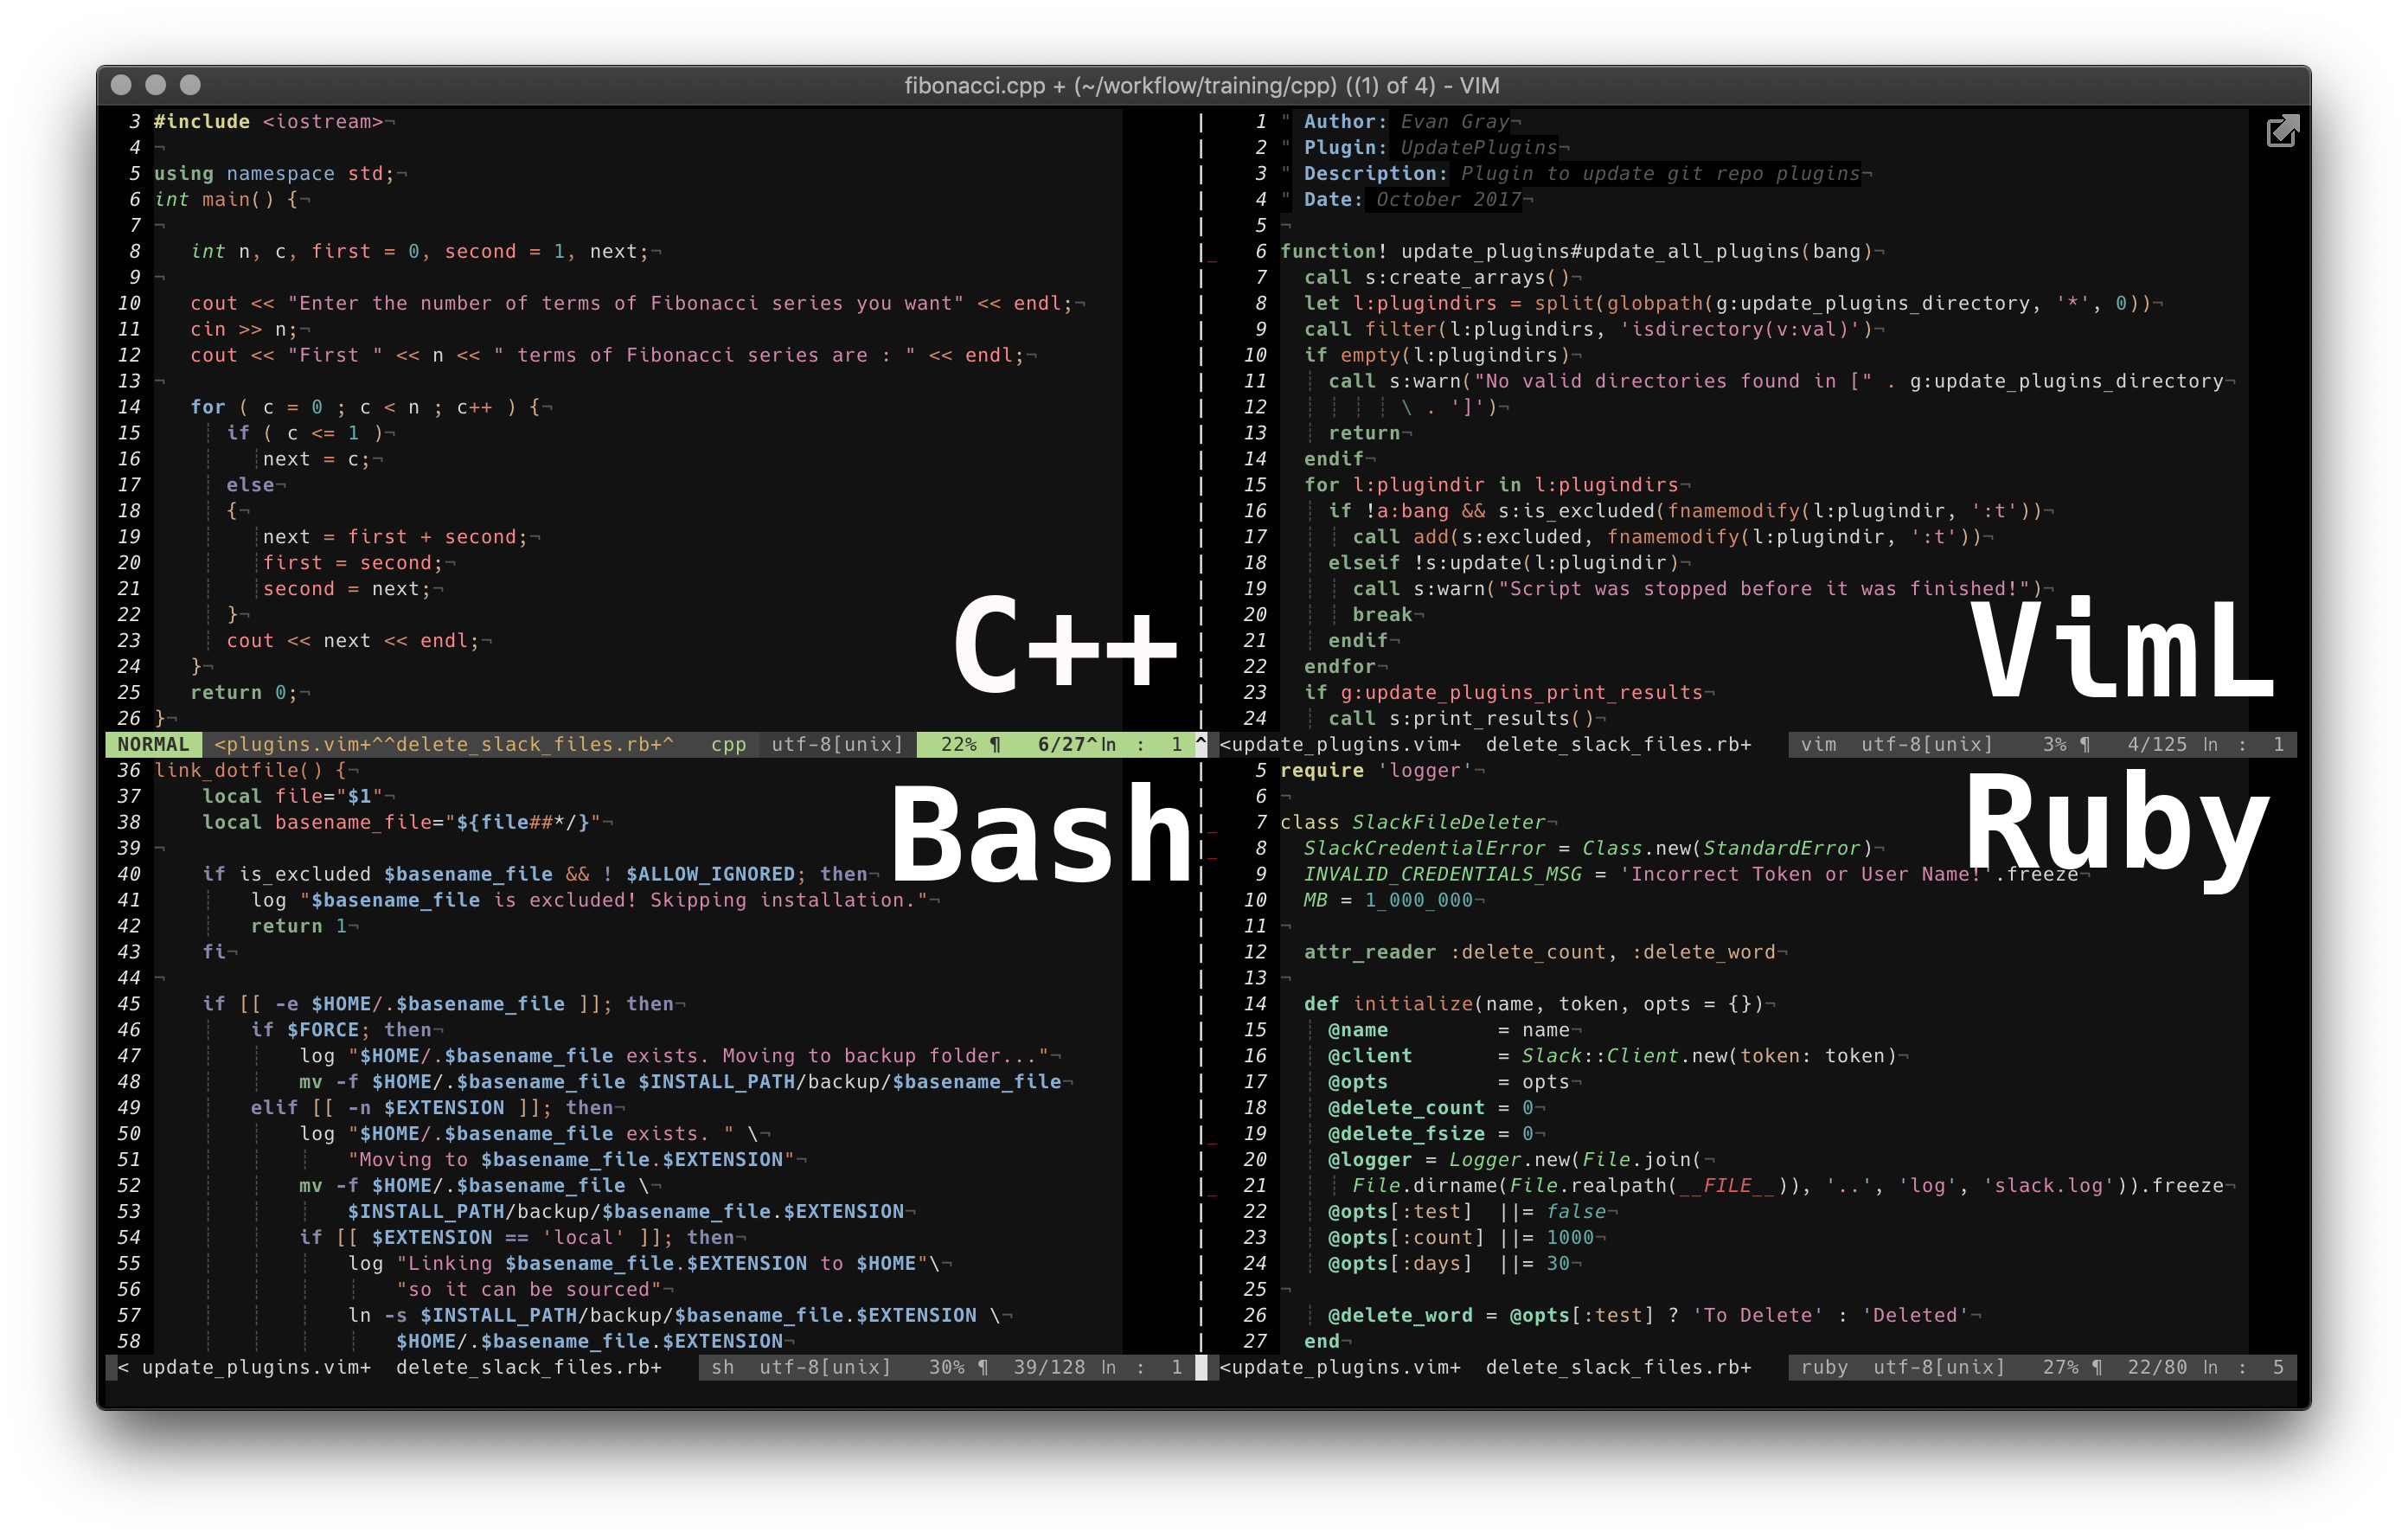 fibonacci.cpp + (~/workflow/training/cpp) ((1) of 4) - VIM
3 #include <iostream>¬
4 ¬
5 using namespace std;¬
6 int main() {¬
7 ¬
8    int n, c, first = 0, second = 1, next;¬
9 ¬
10    cout << "Enter the number of terms of Fibonacci series you want" << endl;¬
11    cin >> n;¬
12    cout << "First " << n << " terms of Fibonacci series are : " << endl;¬
13 ¬
14    for ( c = 0 ; c < n ; c++ ) {¬
15       if ( c <= 1 )¬
16          next = c;¬
17       else¬
18       {¬
19          next = first + second;¬
20          first = second;¬
21          second = next;¬
22       }¬
23       cout << next << endl;¬
24    }¬
25    return 0;¬
26 }¬
C++
NORMAL <plugins.vim+^^delete_slack_files.rb+^ cpp utf-8[unix] 22% ¶ 6/27^ln : 1 ^
1 " Author: Evan Gray¬
2 " Plugin: UpdatePlugins¬
3 " Description: Plugin to update git repo plugins¬
4 " Date: October 2017¬
5 ¬
6 function! update_plugins#update_all_plugins(bang)¬
7   call s:create_arrays()¬
8   let l:plugindirs = split(globpath(g:update_plugins_directory, '*', 0))¬
9   call filter(l:plugindirs, 'isdirectory(v:val)')¬
10   if empty(l:plugindirs)¬
11     call s:warn("No valid directories found in [" . g:update_plugins_directory¬
12           \ . ']')¬
13     return¬
14   endif¬
15   for l:plugindir in l:plugindirs¬
16     if !a:bang && s:is_excluded(fnamemodify(l:plugindir, ':t'))¬
17       call add(s:excluded, fnamemodify(l:plugindir, ':t'))¬
18     elseif !s:update(l:plugindir)¬
19       call s:warn("Script was stopped before it was finished!")¬
20       break¬
21     endif¬
22   endfor¬
23   if g:update_plugins_print_results¬
24     call s:print_results()¬
VimL
<update_plugins.vim+ delete_slack_files.rb+ vim utf-8[unix] 3% ¶ 4/125 ln : 1
36 link_dotfile() {¬
37     local file="$1"¬
38     local basename_file="${file##*/}"¬
39 ¬
40     if is_excluded $basename_file && ! $ALLOW_IGNORED; then¬
41         log "$basename_file is excluded! Skipping installation."¬
42         return 1¬
43     fi¬
44 ¬
45     if [[ -e $HOME/.$basename_file ]]; then¬
46         if $FORCE; then¬
47             log "$HOME/.$basename_file exists. Moving to backup folder..."¬
48             mv -f $HOME/.$basename_file $INSTALL_PATH/backup/$basename_file¬
49         elif [[ -n $EXTENSION ]]; then¬
50             log "$HOME/.$basename_file exists. " \¬
51                 "Moving to $basename_file.$EXTENSION"¬
52             mv -f $HOME/.$basename_file \¬
53                 $INSTALL_PATH/backup/$basename_file.$EXTENSION¬
54             if [[ $EXTENSION == 'local' ]]; then¬
55                 log "Linking $basename_file.$EXTENSION to $HOME"\¬
56                     "so it can be sourced"¬
57                 ln -s $INSTALL_PATH/backup/$basename_file.$EXTENSION \¬
58                     $HOME/.$basename_file.$EXTENSION¬
Bash
< update_plugins.vim+ delete_slack_files.rb+ sh utf-8[unix] 30% ¶ 39/128 ln : 1
5 require 'logger'¬
6 ¬
7 class SlackFileDeleter¬
8   SlackCredentialError = Class.new(StandardError)¬
9   INVALID_CREDENTIALS_MSG = 'Incorrect Token or User Name!'.freeze¬
10   MB = 1_000_000¬
11 ¬
12   attr_reader :delete_count, :delete_word¬
13 ¬
14   def initialize(name, token, opts = {})¬
15     @name         = name¬
16     @client       = Slack::Client.new(token: token)¬
17     @opts         = opts¬
18     @delete_count = 0¬
19     @delete_fsize = 0¬
20     @logger = Logger.new(File.join(¬
21       File.dirname(File.realpath(__FILE__)), '..', 'log', 'slack.log')).freeze¬
22     @opts[:test]  ||= false¬
23     @opts[:count] ||= 1000¬
24     @opts[:days]  ||= 30¬
25 ¬
26     @delete_word = @opts[:test] ? 'To Delete' : 'Deleted'¬
27   end¬
Ruby
<update_plugins.vim+ delete_slack_files.rb+ ruby utf-8[unix] 27% ¶ 22/80 ln : 5